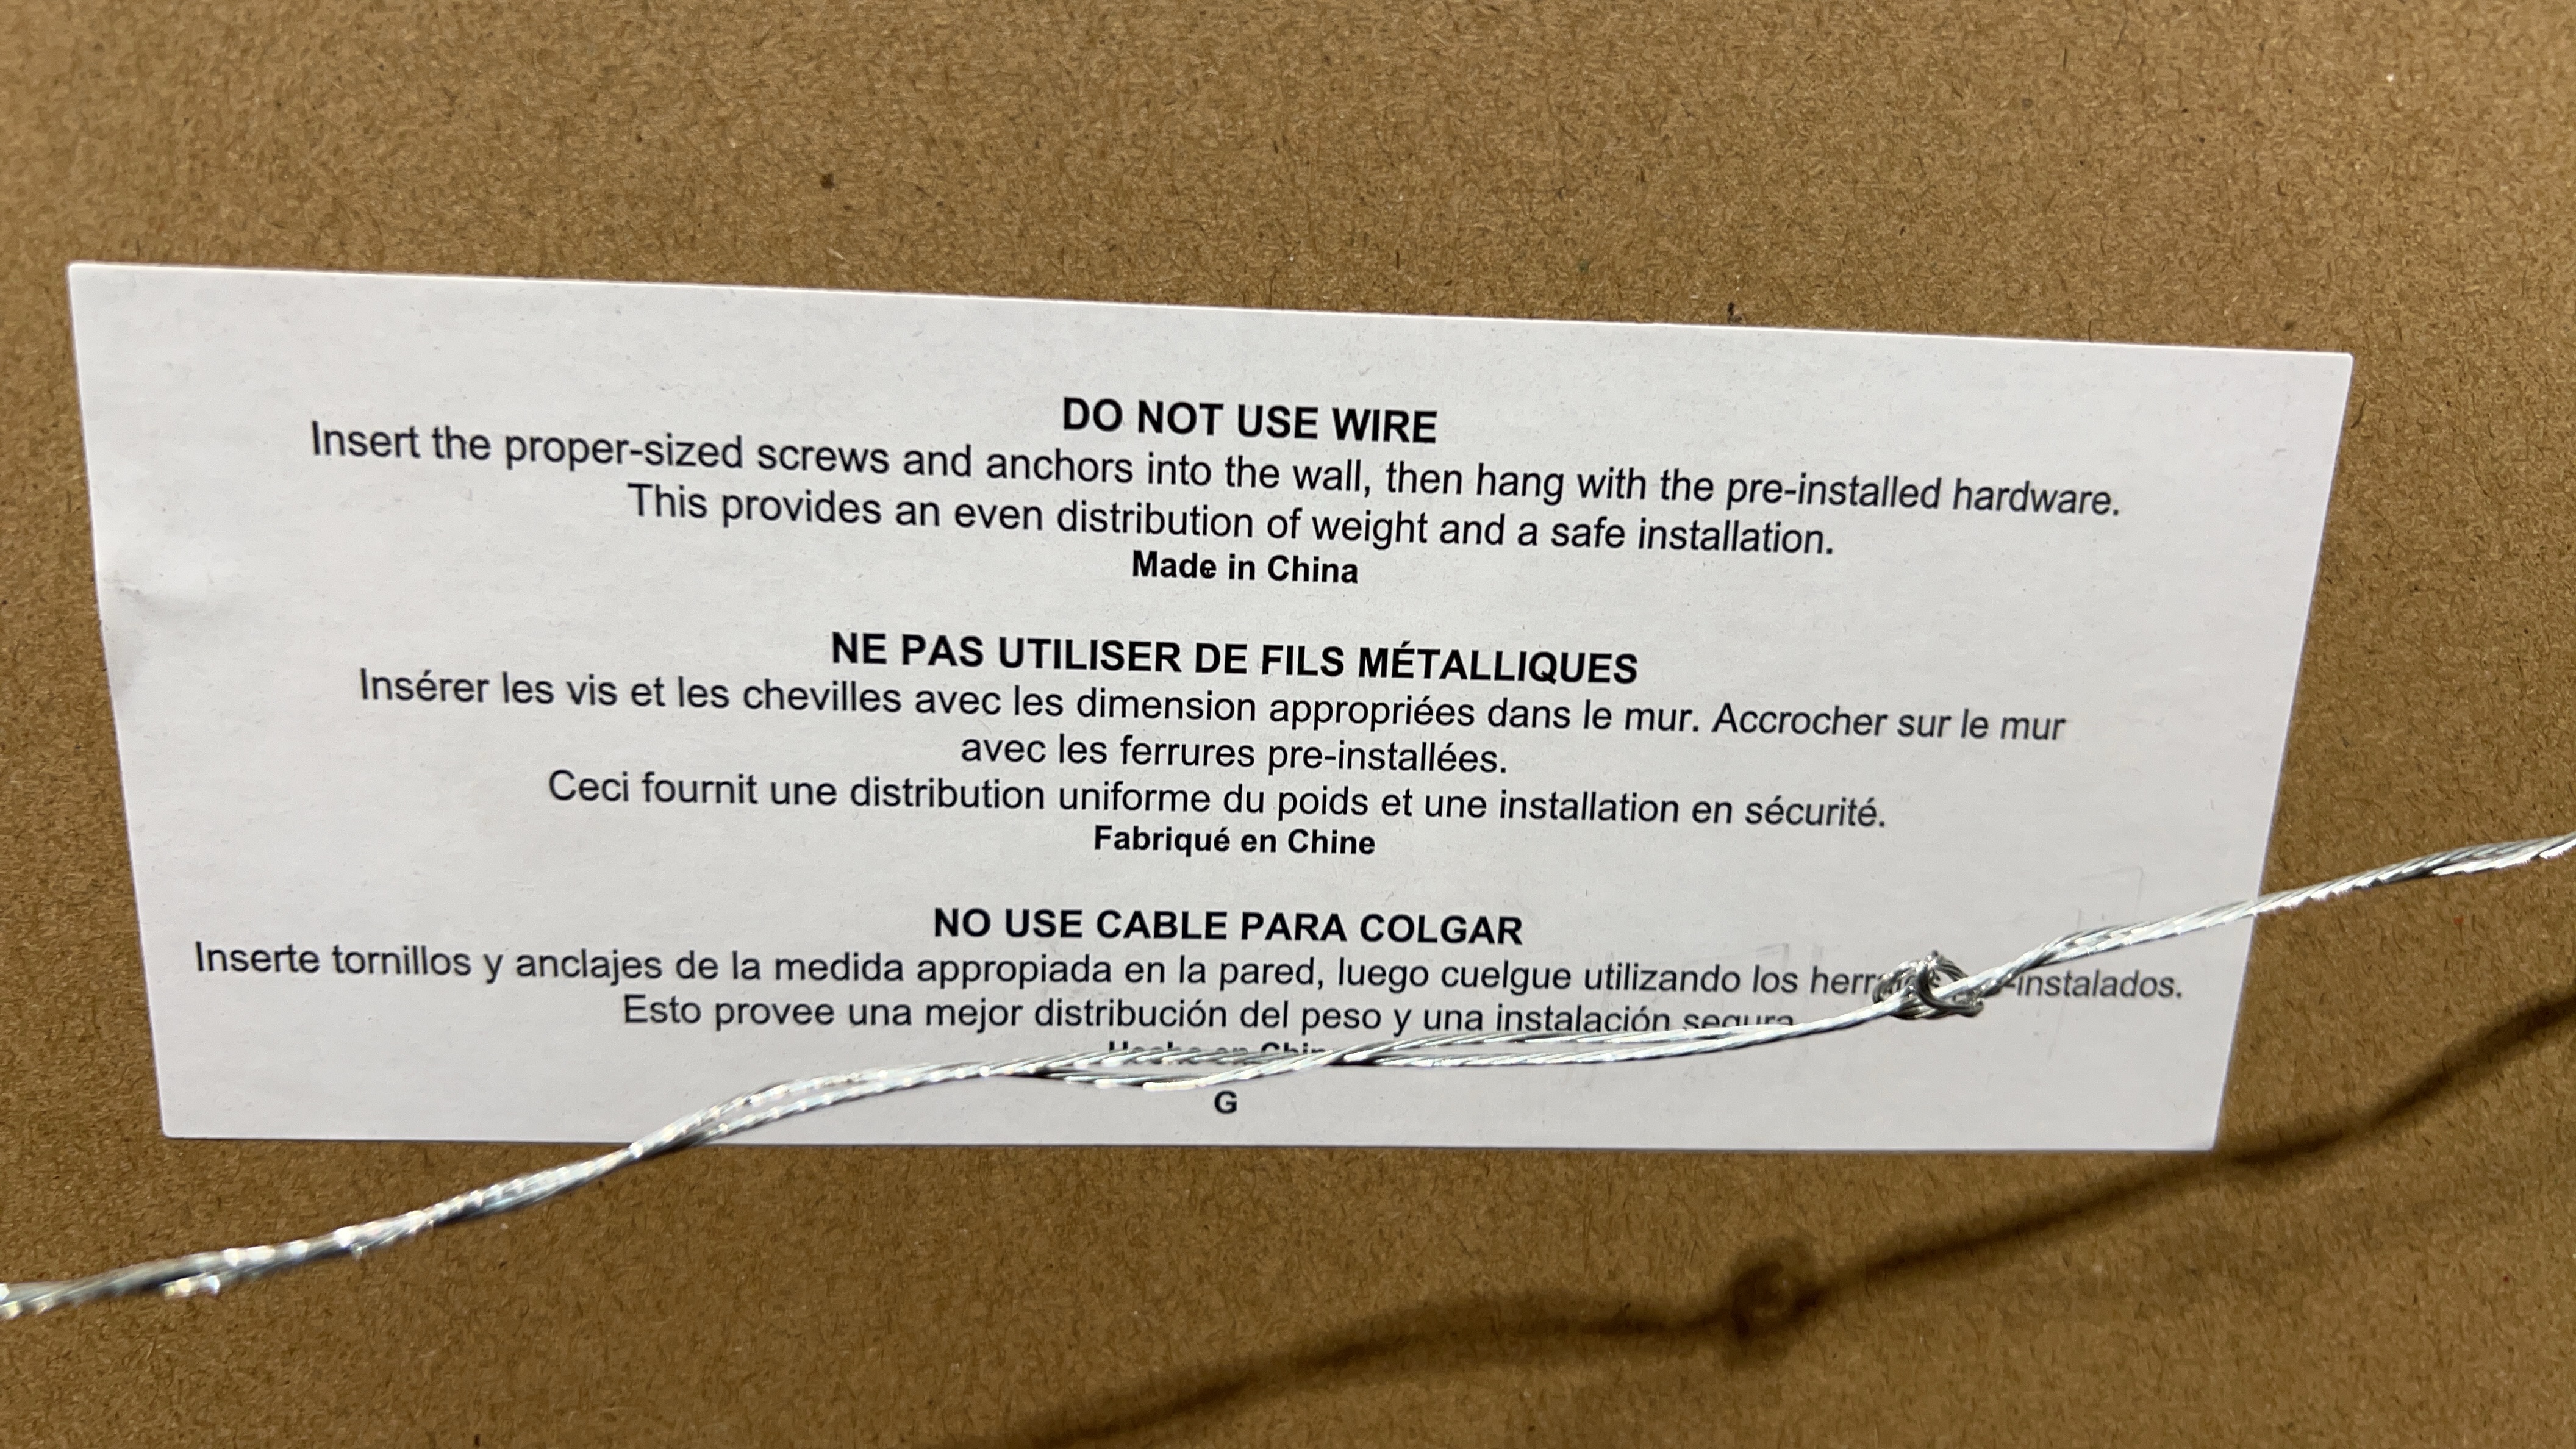 DO NOT USE WIRE
Insert the proper-sized screws and anchors into the wall, then hang with the pre-installed hardware.
This provides an even distribution of weight and a safe installation.
Made in China
NE PAS UTILISER DE FILS MÉTALLIQUES
Insérer les vis et les chevilles avec les dimension appropriées dans le mur. Accrocher sur le mur
avec les ferrures pre-installées.
Ceci fournit une distribution uniforme du poids et une installation en sécurité.
Fabriqué en Chine
NO USE CABLE PARA COLGAR
Inserte tornillos y anclajes de la medida appropiada en la pared, luego cuelgue utilizando los -instalados.
Esto provee una mejor distribución del peso y una instalación segura
Hecho en China
G